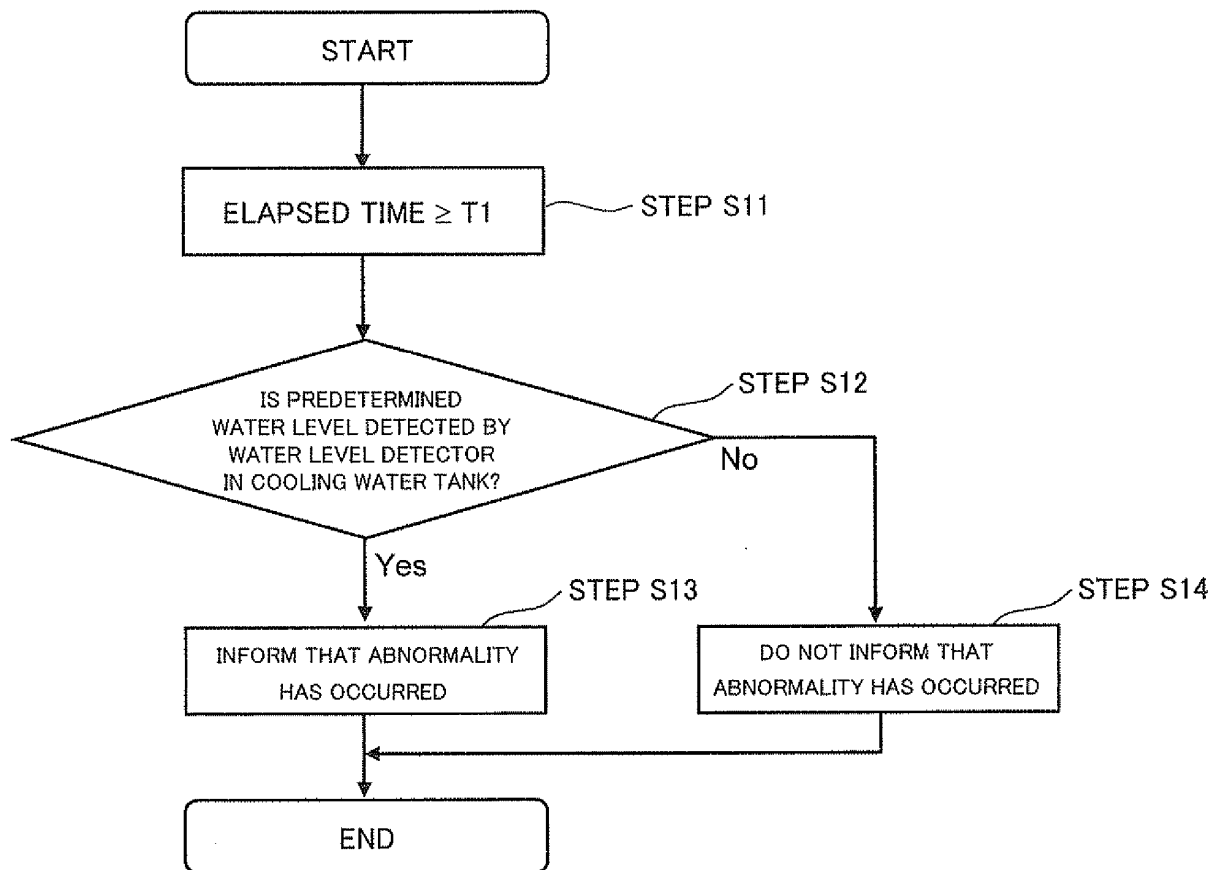 START
ELAPSED TIME ≥ T1
STEP S11
STEP S12
IS PREDETERMINED
WATER LEVEL DETECTED BY
WATER LEVEL DETECTOR
IN COOLING WATER TANK?
No
Yes
STEP S13
STEP S14
INFORM THAT ABNORMALITY
HAS OCCURRED
DO NOT INFORM THAT
ABNORMALITY HAS OCCURRED
END